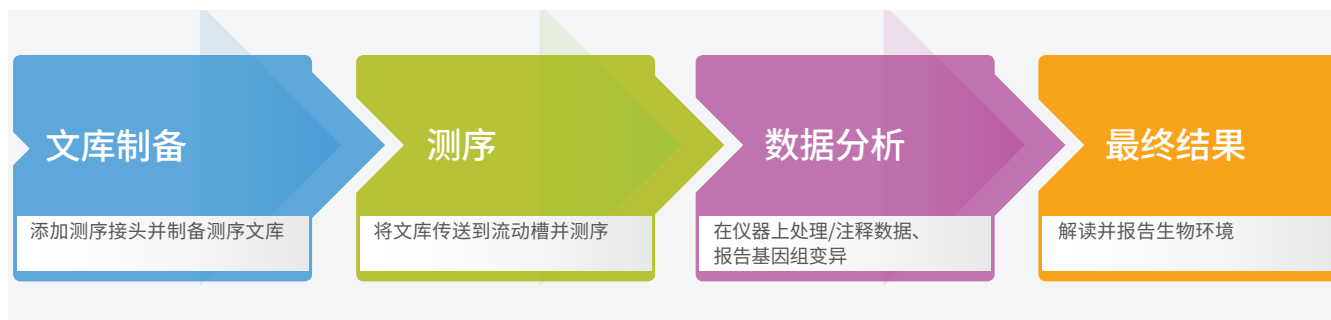 文库制备
添加测序接头并制备测序文库
测序
将文库传送到流动槽并测序
数据分析
在仪器上处理/注释数据、
报告基因组变异
最终结果
解读并报告生物环境